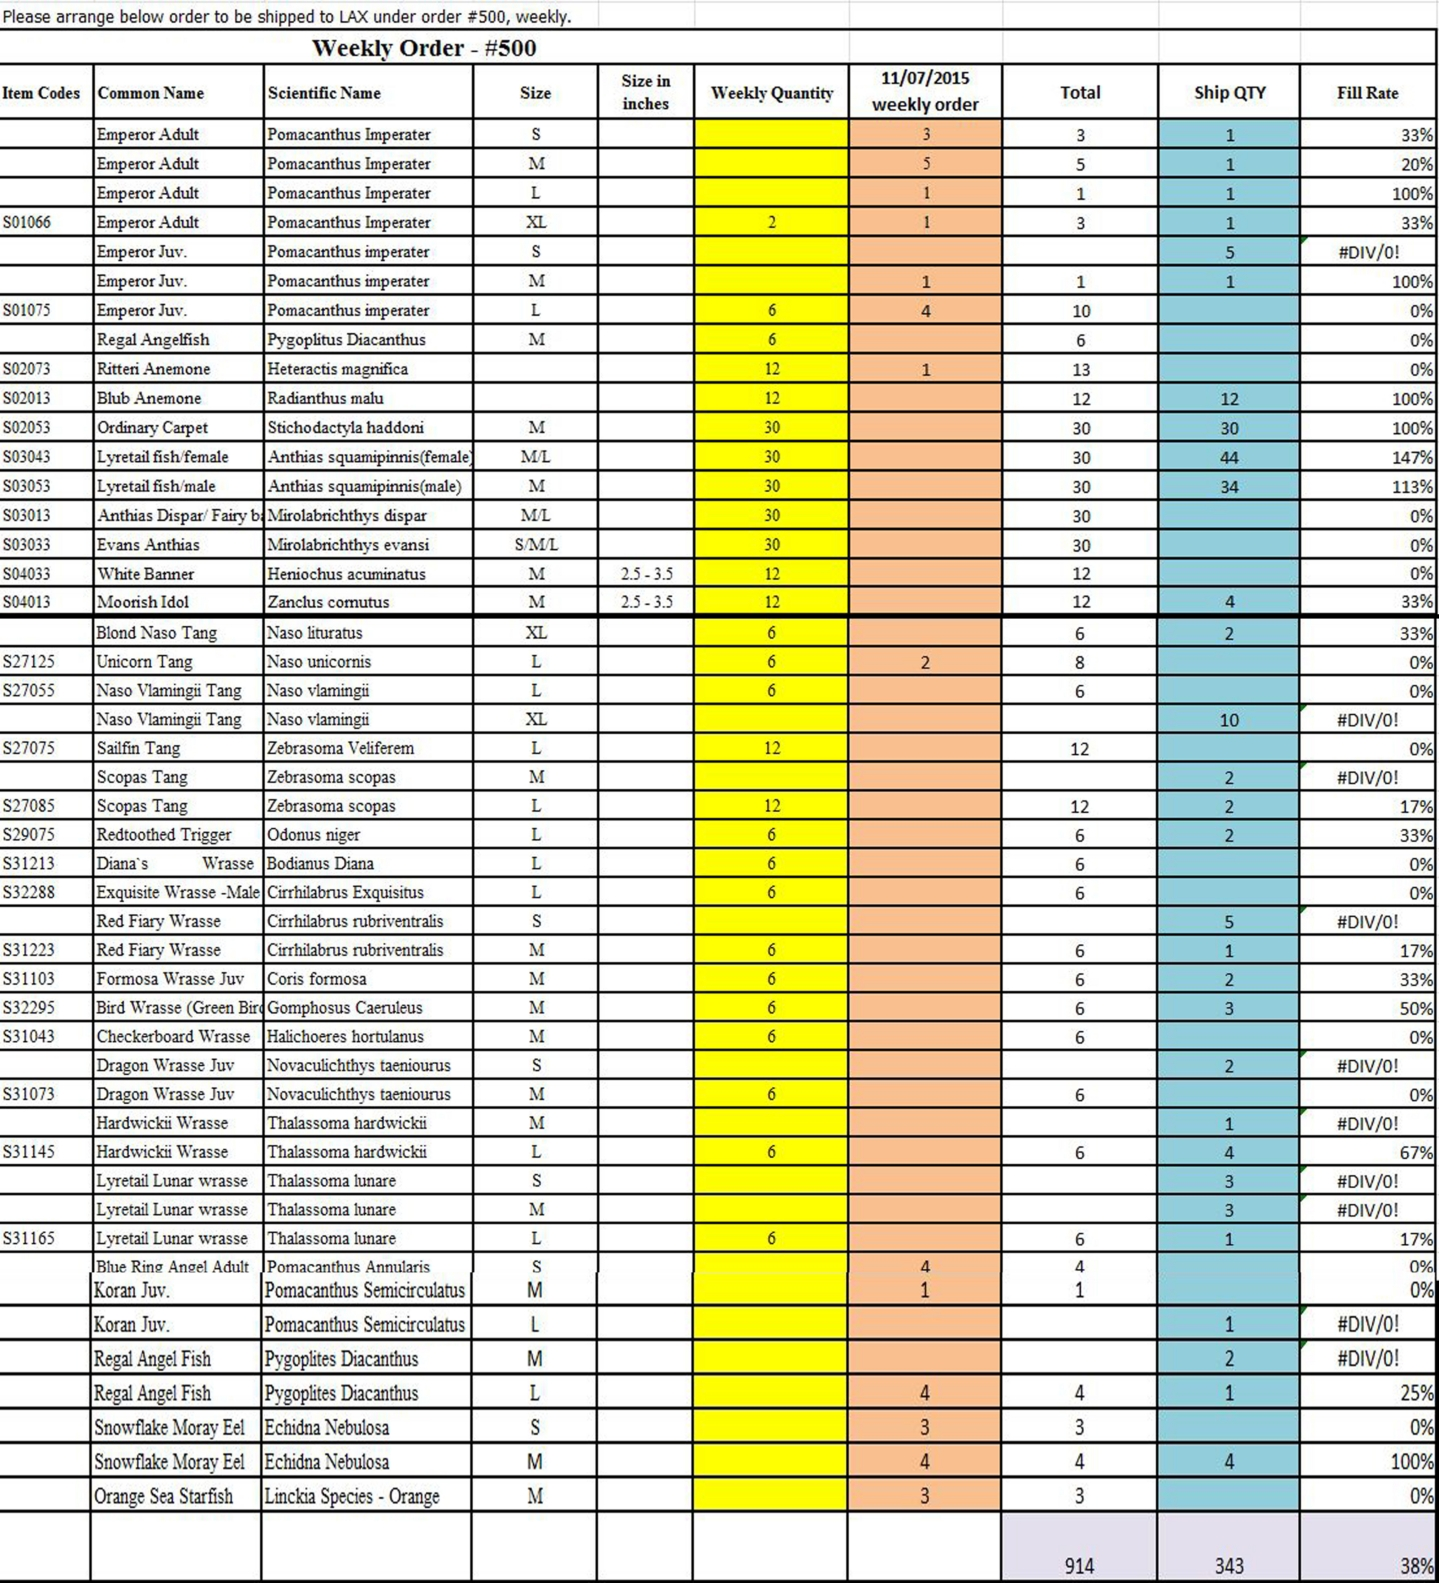 Please arrange below order to be shipped to LAX under order #500, weekly.
Weekly Order - #500
Item Codes Common Name Scientific Name Size Size in inches Weekly Quantity 11/07/2015 weekly order Total Ship QTY Fill Rate
Emperor Adult Pomacanthus Imperater S 3 3 1 33%
Emperor Adult Pomacanthus Imperater M 5 5 1 20%
Emperor Adult Pomacanthus Imperater L 1 1 1 100%
S01066 Emperor Adult Pomacanthus Imperater XL 2 1 3 1 33%
Emperor Juv. Pomacanthus imperater S 5 #DIV/0!
Emperor Juv. Pomacanthus imperater M 1 1 1 100%
S01075 Emperor Juv. Pomacanthus imperater L 6 4 10 0%
Regal Angelfish Pygoplitus Diacanthus M 6 6 0%
S02073 Ritteri Anemone Heteractis magnifica 12 1 13 0%
S02013 Blub Anemone Radianthus malu 12 12 12 100%
S02053 Ordinary Carpet Stichodactyla haddoni M 30 30 30 100%
S03043 Lyretail fish/female Anthias squamipinnis(female) M/L 30 30 44 147%
S03053 Lyretail fish/male Anthias squamipinnis(male) M 30 30 34 113%
S03013 Anthias Dispar/ Fairy ba Mirolabrichthys dispar M/L 30 30 0%
S03033 Evans Anthias Mirolabrichthys evansi S/M/L 30 30 0%
S04033 White Banner Heniochus acuminatus M 2.5 - 3.5 12 12 0%
S04013 Moorish Idol Zanclus cornutus M 2.5 - 3.5 12 12 4 33%
Blond Naso Tang Naso lituratus XL 6 6 2 33%
S27125 Unicorn Tang Naso unicornis L 6 2 8 0%
S27055 Naso Vlamingii Tang Naso vlamingii L 6 6 0%
Naso Vlamingii Tang Naso vlamingii XL 10 #DIV/0!
S27075 Sailfin Tang Zebrasoma Veliferem L 12 12 0%
Scopas Tang Zebrasoma scopas M 2 #DIV/0!
S27085 Scopas Tang Zebrasoma scopas L 12 12 2 17%
S29075 Redtoothed Trigger Odonus niger L 6 6 2 33%
S31213 Diana`s Wrasse Bodianus Diana L 6 6 0%
S32288 Exquisite Wrasse -Male Cirrhilabrus Exquisitus L 6 6 0%
Red Fiary Wrasse Cirrhilabrus rubriventralis S 5 #DIV/0!
S31223 Red Fiary Wrasse Cirrhilabrus rubriventralis M 6 6 1 17%
S31103 Formosa Wrasse Juv Coris formosa M 6 6 2 33%
S32295 Bird Wrasse (Green Bird Gomphosus Caeruleus M 6 6 3 50%
S31043 Checkerboard Wrasse Halichoeres hortulanus M 6 6 0%
Dragon Wrasse Juv Novaculichthys taeniourus S 2 #DIV/0!
S31073 Dragon Wrasse Juv Novaculichthys taeniourus M 6 6 0%
Hardwickii Wrasse Thalassoma hardwickii M 1 #DIV/0!
S31145 Hardwickii Wrasse Thalassoma hardwickii L 6 6 4 67%
Lyretail Lunar wrasse Thalassoma lunare S 3 #DIV/0!
Lyretail Lunar wrasse Thalassoma lunare M 3 #DIV/0!
S31165 Lyretail Lunar wrasse Thalassoma lunare L 6 6 1 17%
Blue Ring Angel Adult Pomacanthus Annularis S 4 4 0%
Koran Juv. Pomacanthus Semicirculatus M 1 1 0%
Koran Juv. Pomacanthus Semicirculatus L 1 #DIV/0!
Regal Angel Fish Pygoplites Diacanthus M 2 #DIV/0!
Regal Angel Fish Pygoplites Diacanthus L 4 4 1 25%
Snowflake Moray Eel Echidna Nebulosa S 3 3 0%
Snowflake Moray Eel Echidna Nebulosa M 4 4 4 100%
Orange Sea Starfish Linckia Species - Orange M 3 3 0%
914 343 38%